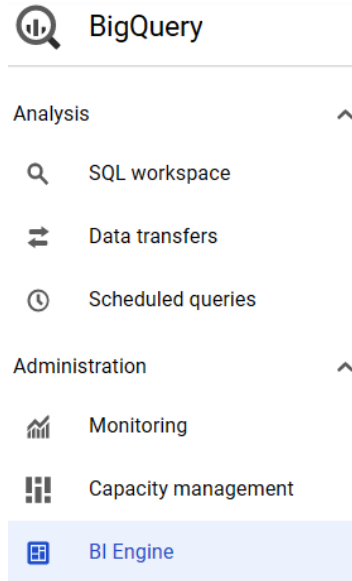 BigQuery
Analysis
SQL workspace
Data transfers
Scheduled queries
Administration
Monitoring
Capacity management
BI Engine